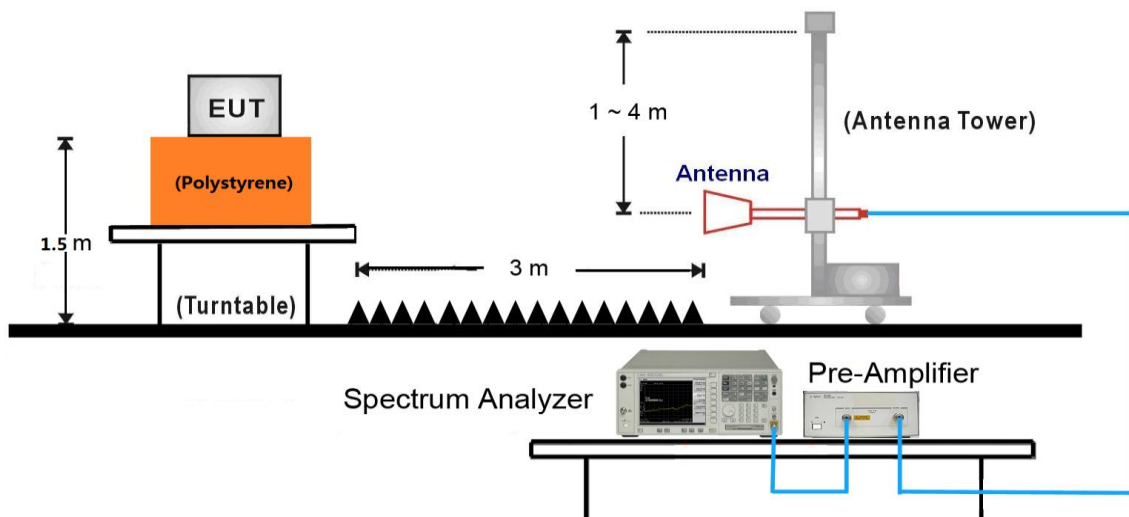 EUT
(Polystyrene)
1.5 m
(Turntable)
3 m
1 ~ 4 m
(Antenna Tower)
Antenna
Spectrum Analyzer
Pre-Amplifier